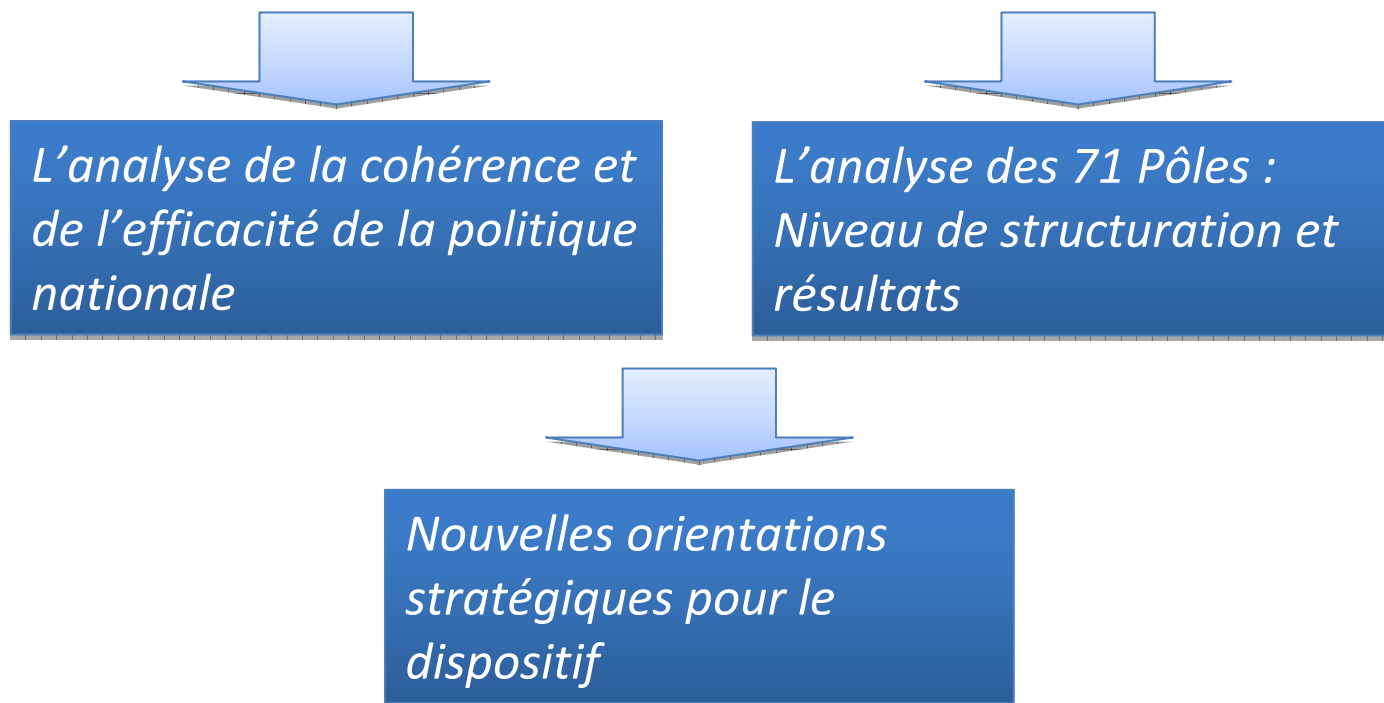 L’analyse de la cohérence et
de l’efficacité de la politique
nationale
L’analyse des 71 Pôles :
Niveau de structuration et
résultats
Nouvelles orientations
stratégiques pour le
dispositif